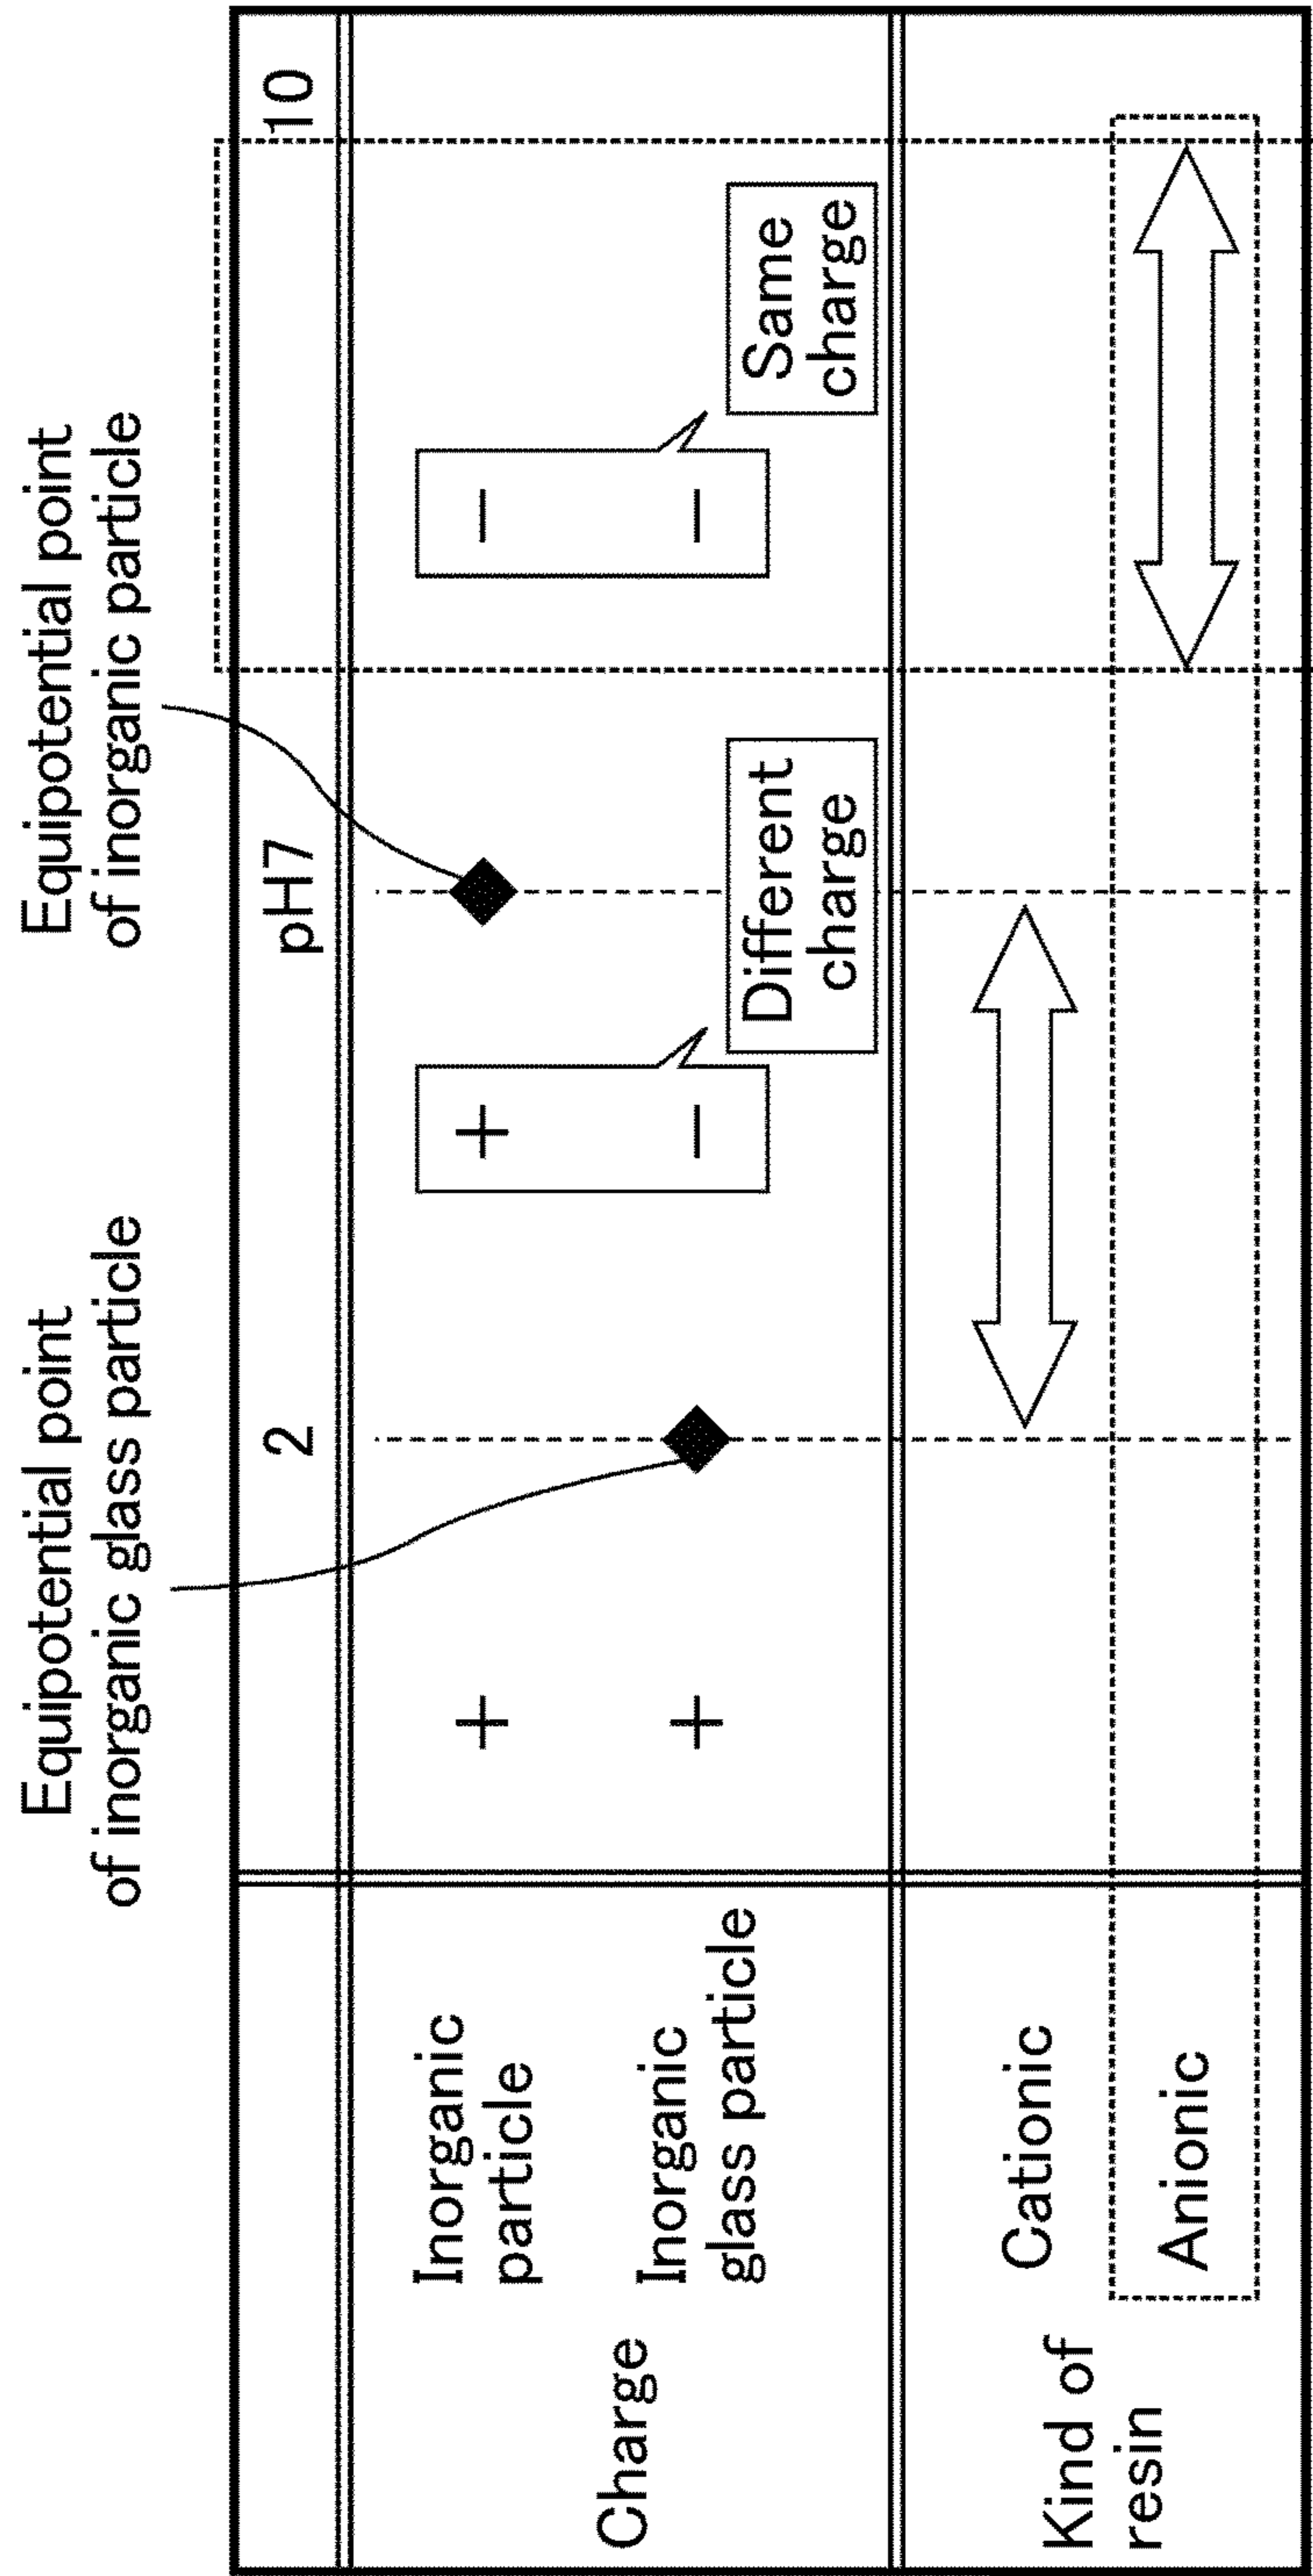 Equipotential point
of inorganic glass particle
Equipotential point
of inorganic particle
2
pH7
10
Charge
Inorganic
particle
+
+
−
Inorganic
glass particle
+
−
−
Different
charge
Same
charge
Kind of
resin
Cationic
Anionic